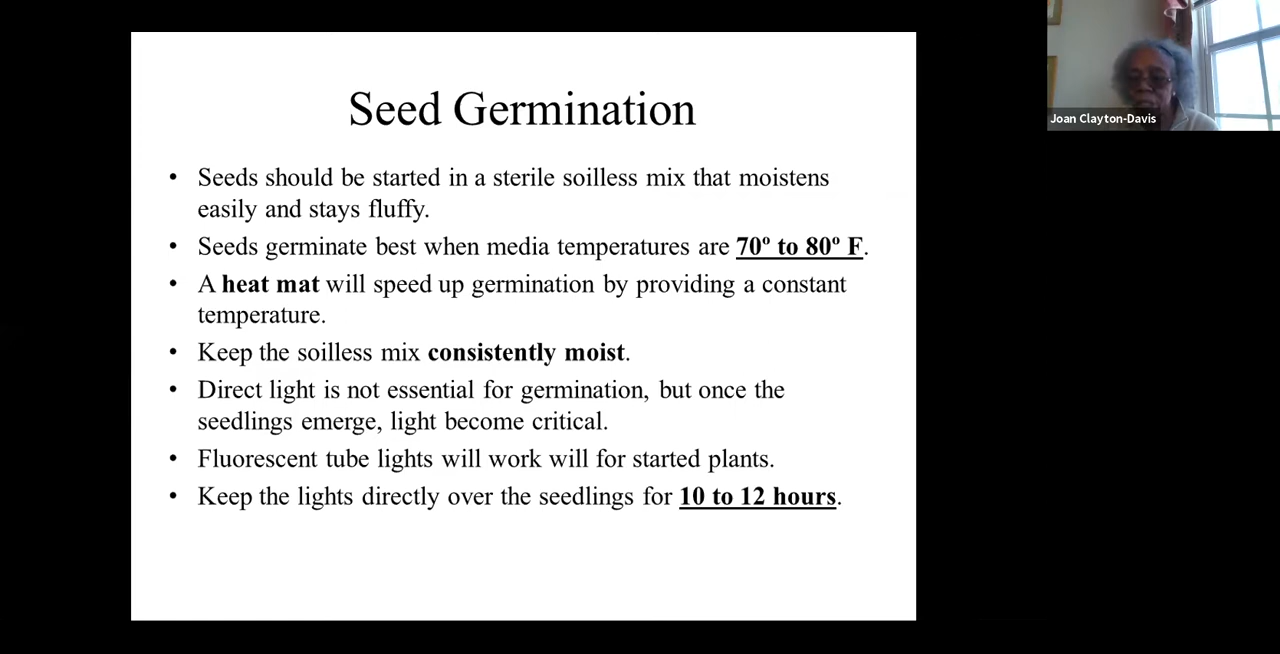 Seed Germination
• Seeds should be started in a sterile soilless mix that moistens
easily and stays fluffy.
• Seeds germinate best when media temperatures are 70º to 80º F.
• A heat mat will speed up germination by providing a constant
temperature.
• Keep the soilless mix consistently moist.
• Direct light is not essential for germination, but once the
seedlings emerge, light become critical.
• Fluorescent tube lights will work will for started plants.
• Keep the lights directly over the seedlings for 10 to 12 hours.
Joan Clayton-Davis